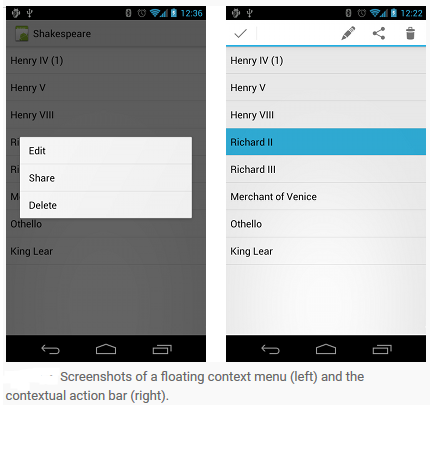 12:36
Shakespeare
Henry IV (1)
Henry V
Henry VIII
Ri
Edit
Ri
Share
M
Delete
Othello
King Lear
12:22
Henry IV (1)
Henry V
Henry VIII
Richard II
Richard III
Merchant of Venice
Othello
King Lear
Screenshots of a floating context menu (left) and the
contextual action bar (right).